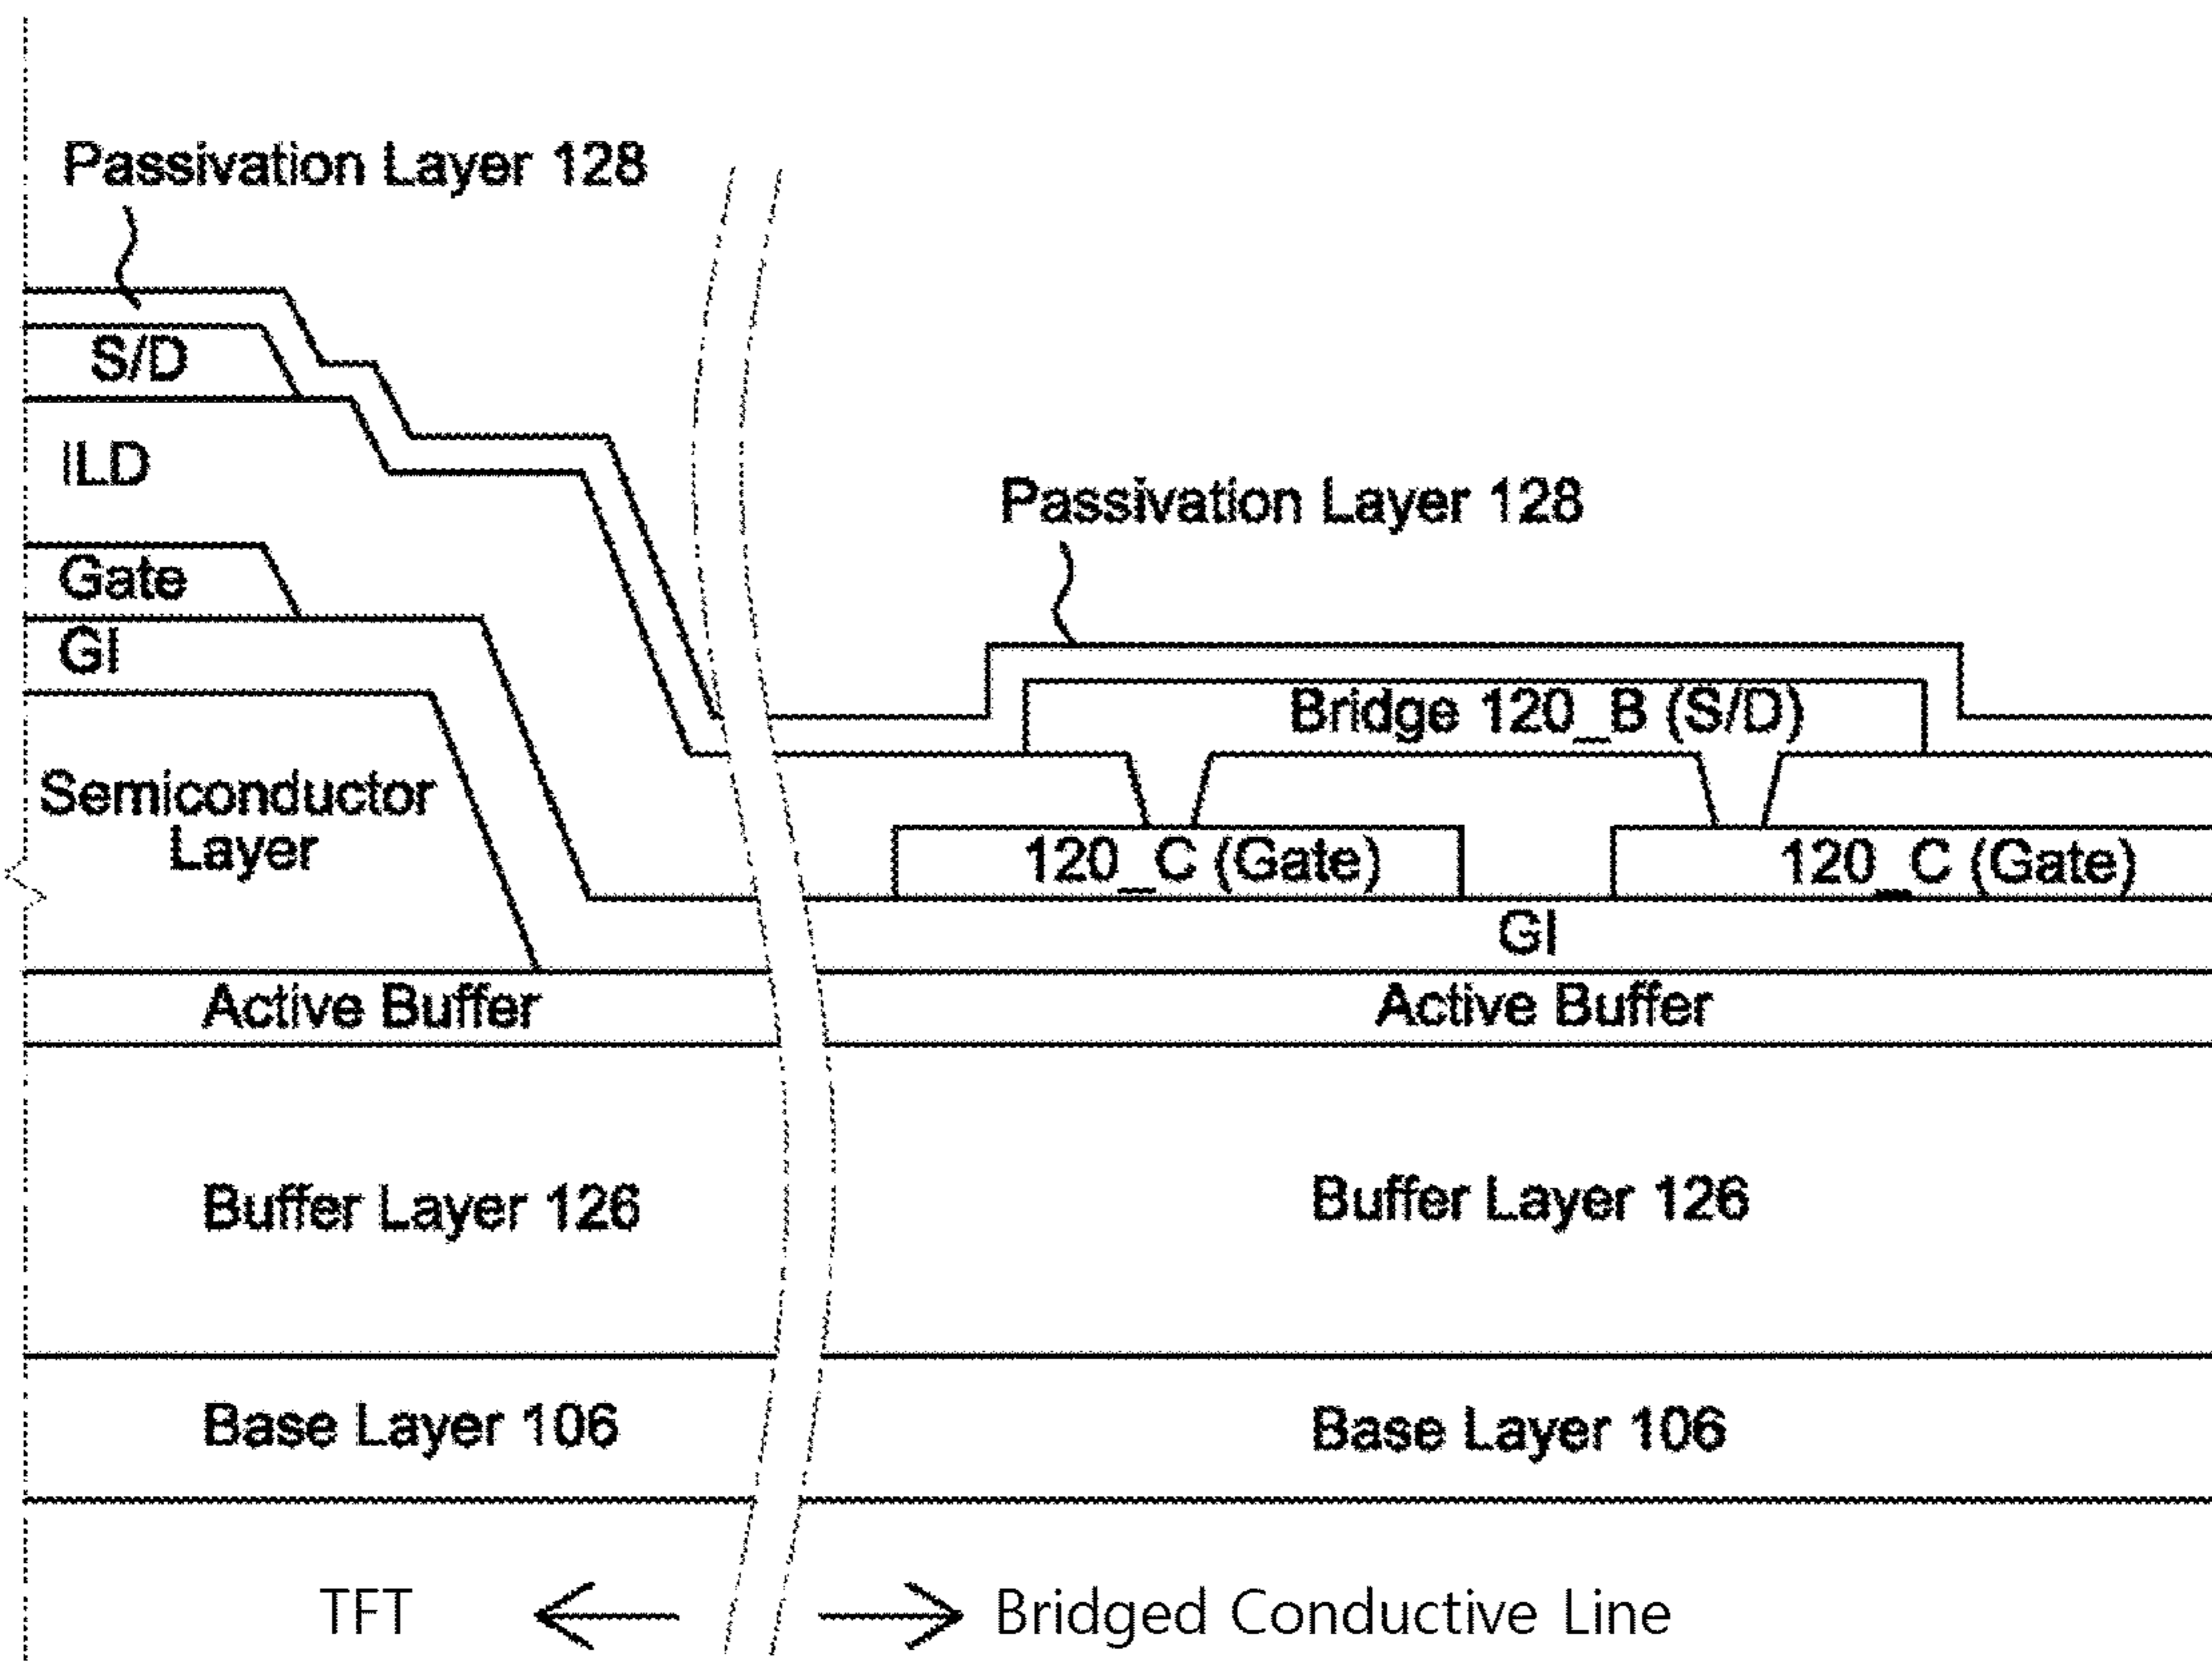 Passivation Layer 128
S/D
ILD
Gate
GI
Semiconductor
Layer
Active Buffer
Buffer Layer 126
Base Layer 106
TFT
Passivation Layer 128
Bridge 120_B (S/D)
120_C (Gate)
120_C (Gate)
GI
Active Buffer
Buffer Layer 126
Base Layer 106
Bridged Conductive Line